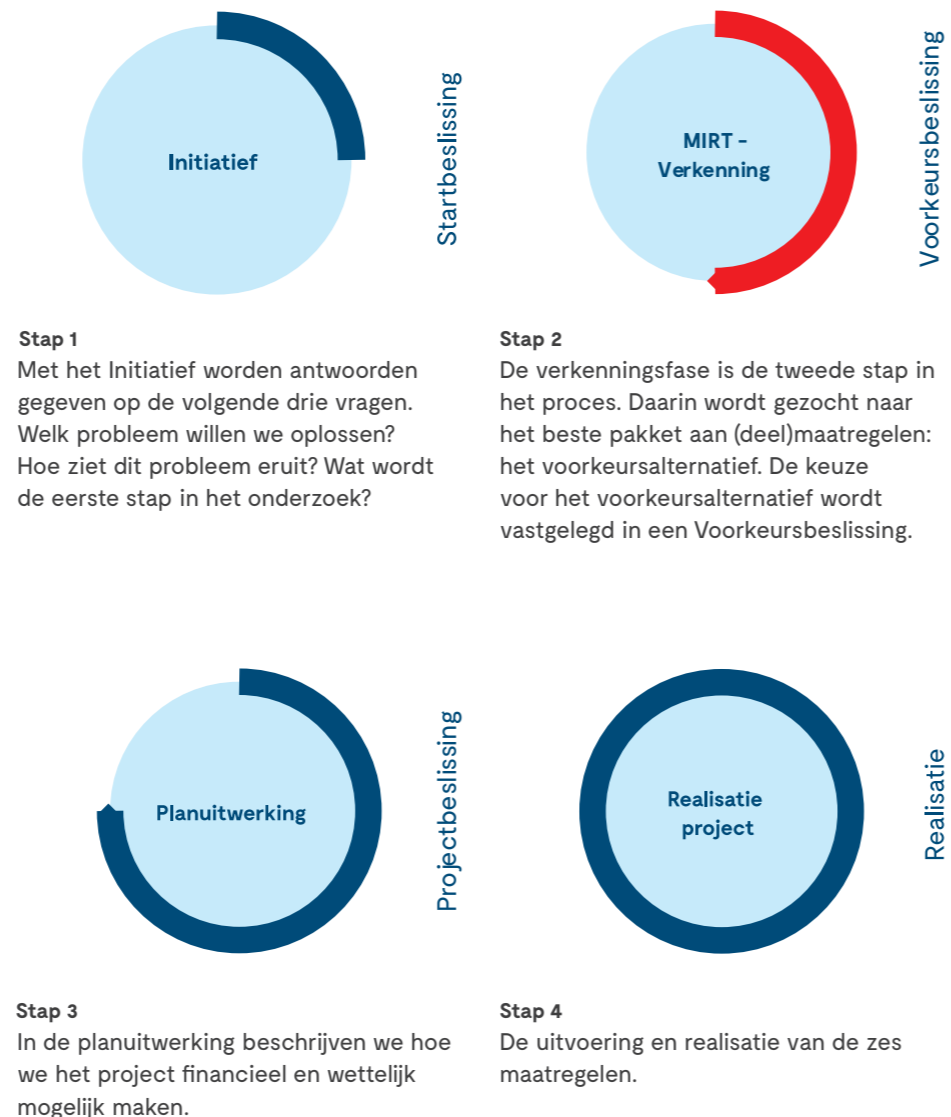 Initiatief
Startbeslissing
Stap 1
Met het Initiatief worden antwoorden
gegeven op de volgende drie vragen.
Welk probleem willen we oplossen?
Hoe ziet dit probleem eruit? Wat wordt
de eerste stap in het onderzoek?
MIRT -
Verkenning
Voorkeursbeslissing
Stap 2
De verkenningsfase is de tweede stap in
het proces. Daarin wordt gezocht naar
het beste pakket aan (deel)maatregelen:
het voorkeursalternatief. De keuze
voor het voorkeursalternatief wordt
vastgelegd in een Voorkeursbeslissing.
Planuitwerking
Projectbeslissing
Stap 3
In de planuitwerking beschrijven we hoe
we het project financieel en wettelijk
mogelijk maken.
Realisatie
project
Realisatie
Stap 4
De uitvoering en realisatie van de zes
maatregelen.